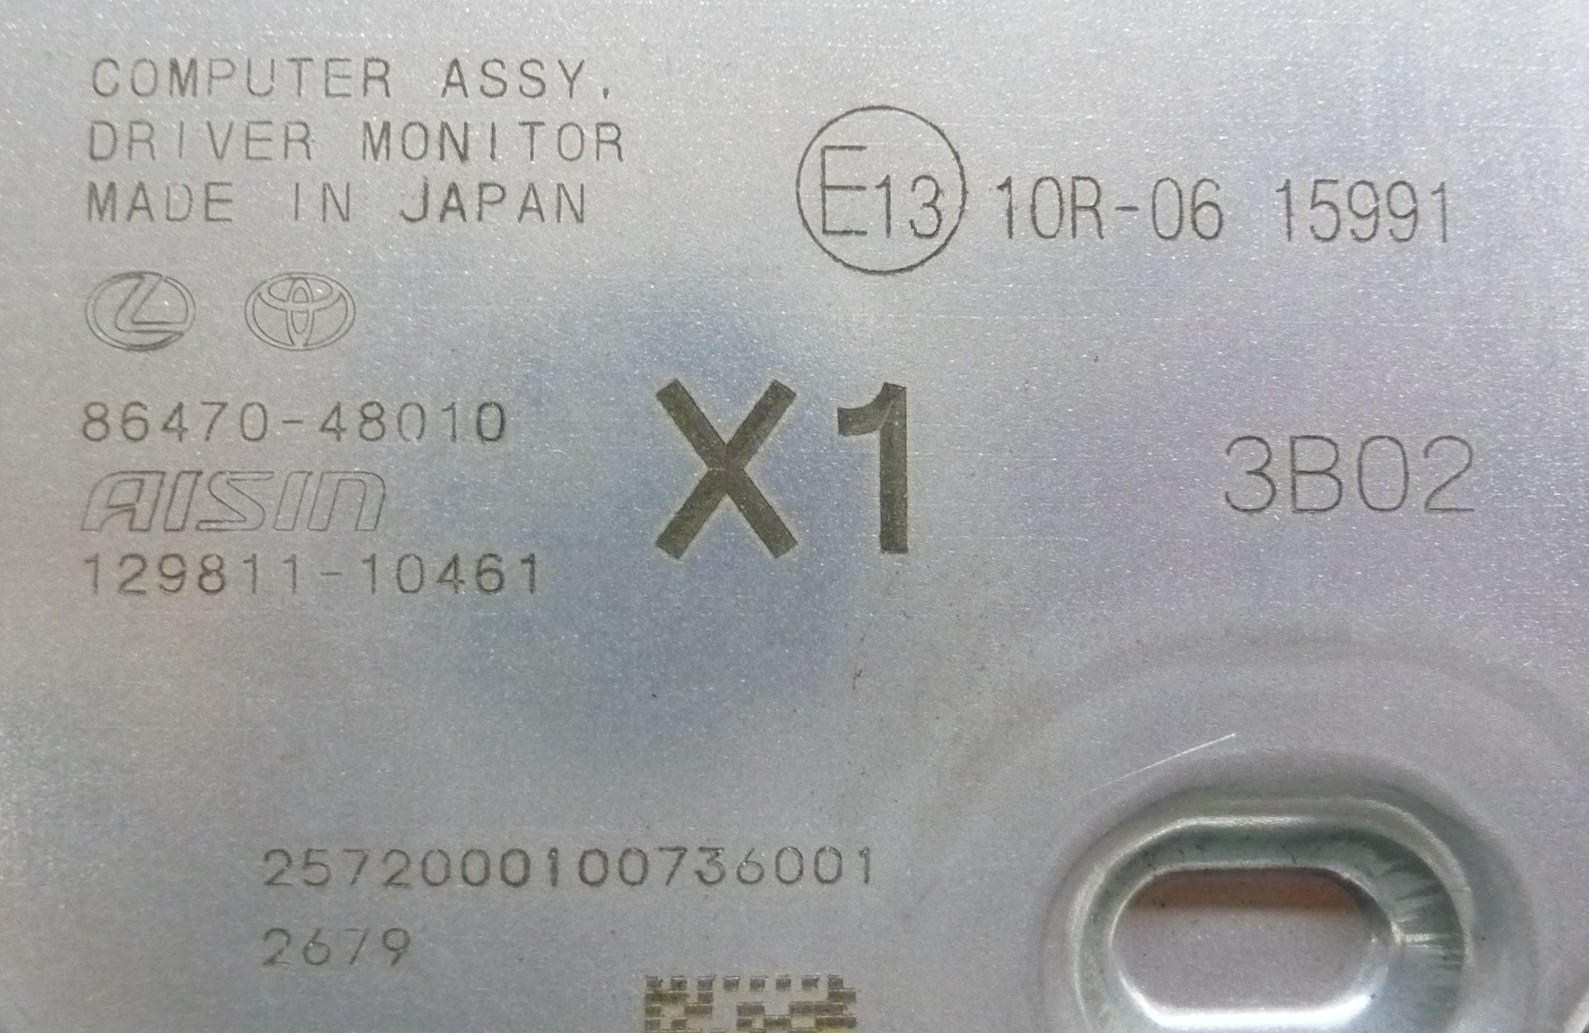 COMPUTER ASSY,
DRIVER MONITOR
MADE IN JAPAN
E13 10R-06 15991
86470-48010
AISIN
129811-10461
X1
3B02
2572000100736001
2679